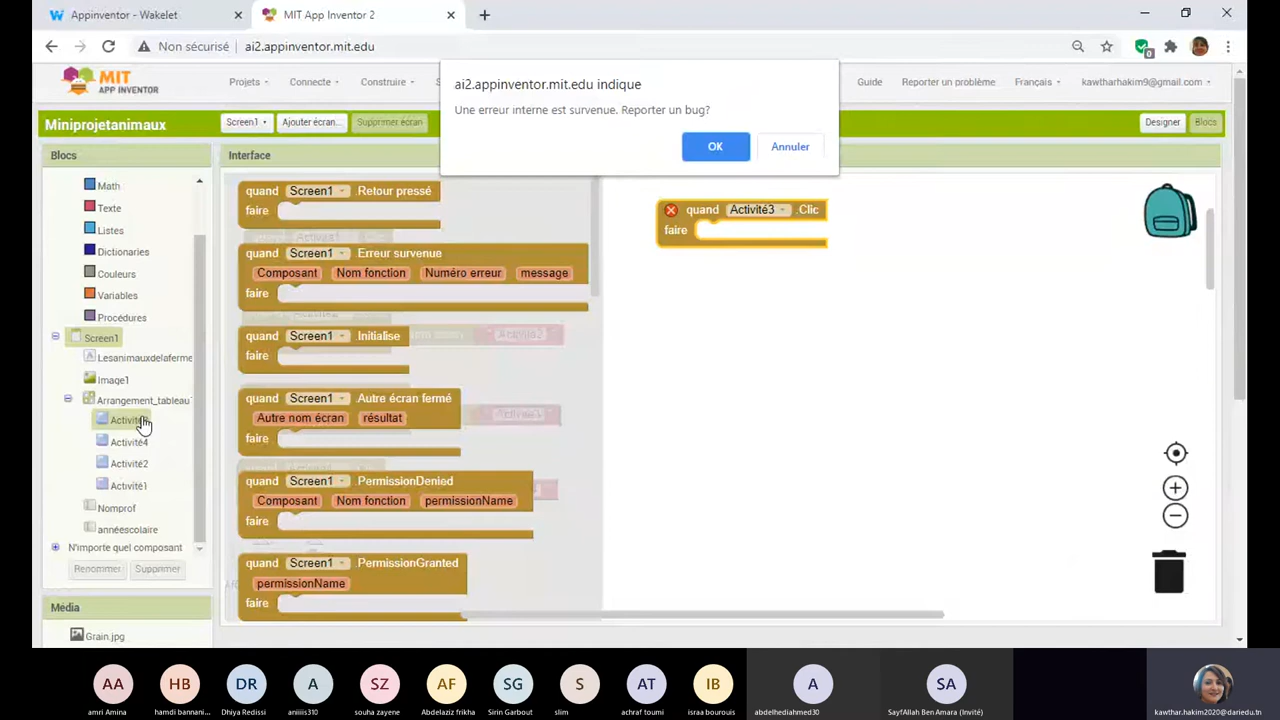 Appinventor - Wakelet
MIT App Inventor 2
Non sécurisé
ai2.appinventor.mit.edu
MIT
APP INVENTOR
Projets
Connecte
Construire
Guide
Reporter un problème
Français
kawtharhakim9@gmail.com
ai2.appinventor.mit.edu indique
Une erreur interne est survenue. Reporter un bug?
OK
Annuler
Miniprojetanimaux
Screen1
Ajouter écran...
Supprimer écran
Designer
Blocs
Blocs
Interface
Math
Texte
Listes
Dictionaries
Couleurs
Variables
Procédures
Screen1
Lesanimauxdelaferme
Image1
Arrangement_tableau
Activité
Activité4
Activité2
Activité1
Nomprof
annéescolaire
N'importe quel composant
Renommer
Supprimer
Média
Grain.jpg
quand Screen1 .Retour pressé
faire
quand Screen1 .Erreur survenue
Composant Nom fonction Numéro erreur message
faire
quand Screen1 .Initialise
faire
quand Screen1 .Autre écran fermé
Autre nom écran résultat
faire
quand Screen1 .PermissionDenied
Composant Nom fonction permissionName
faire
quand Screen1 .PermissionGranted
permissionName
faire
quand Activité3 .Clic
faire
0
AA
HB
DR
A
SZ
AF
SG
S
AT
IB
A
SA
amri Amina
hamdi bannani...
Dhiya Redissi
aniiiis310
souha zayene
Abdelaziz frikha
Sirin Garbout
slim
achraf toumi
israa bourouis
abdelhediahmed30
SayfAllah Ben Amara (Invité)
kawthar.hakim2020@dariedu.tn